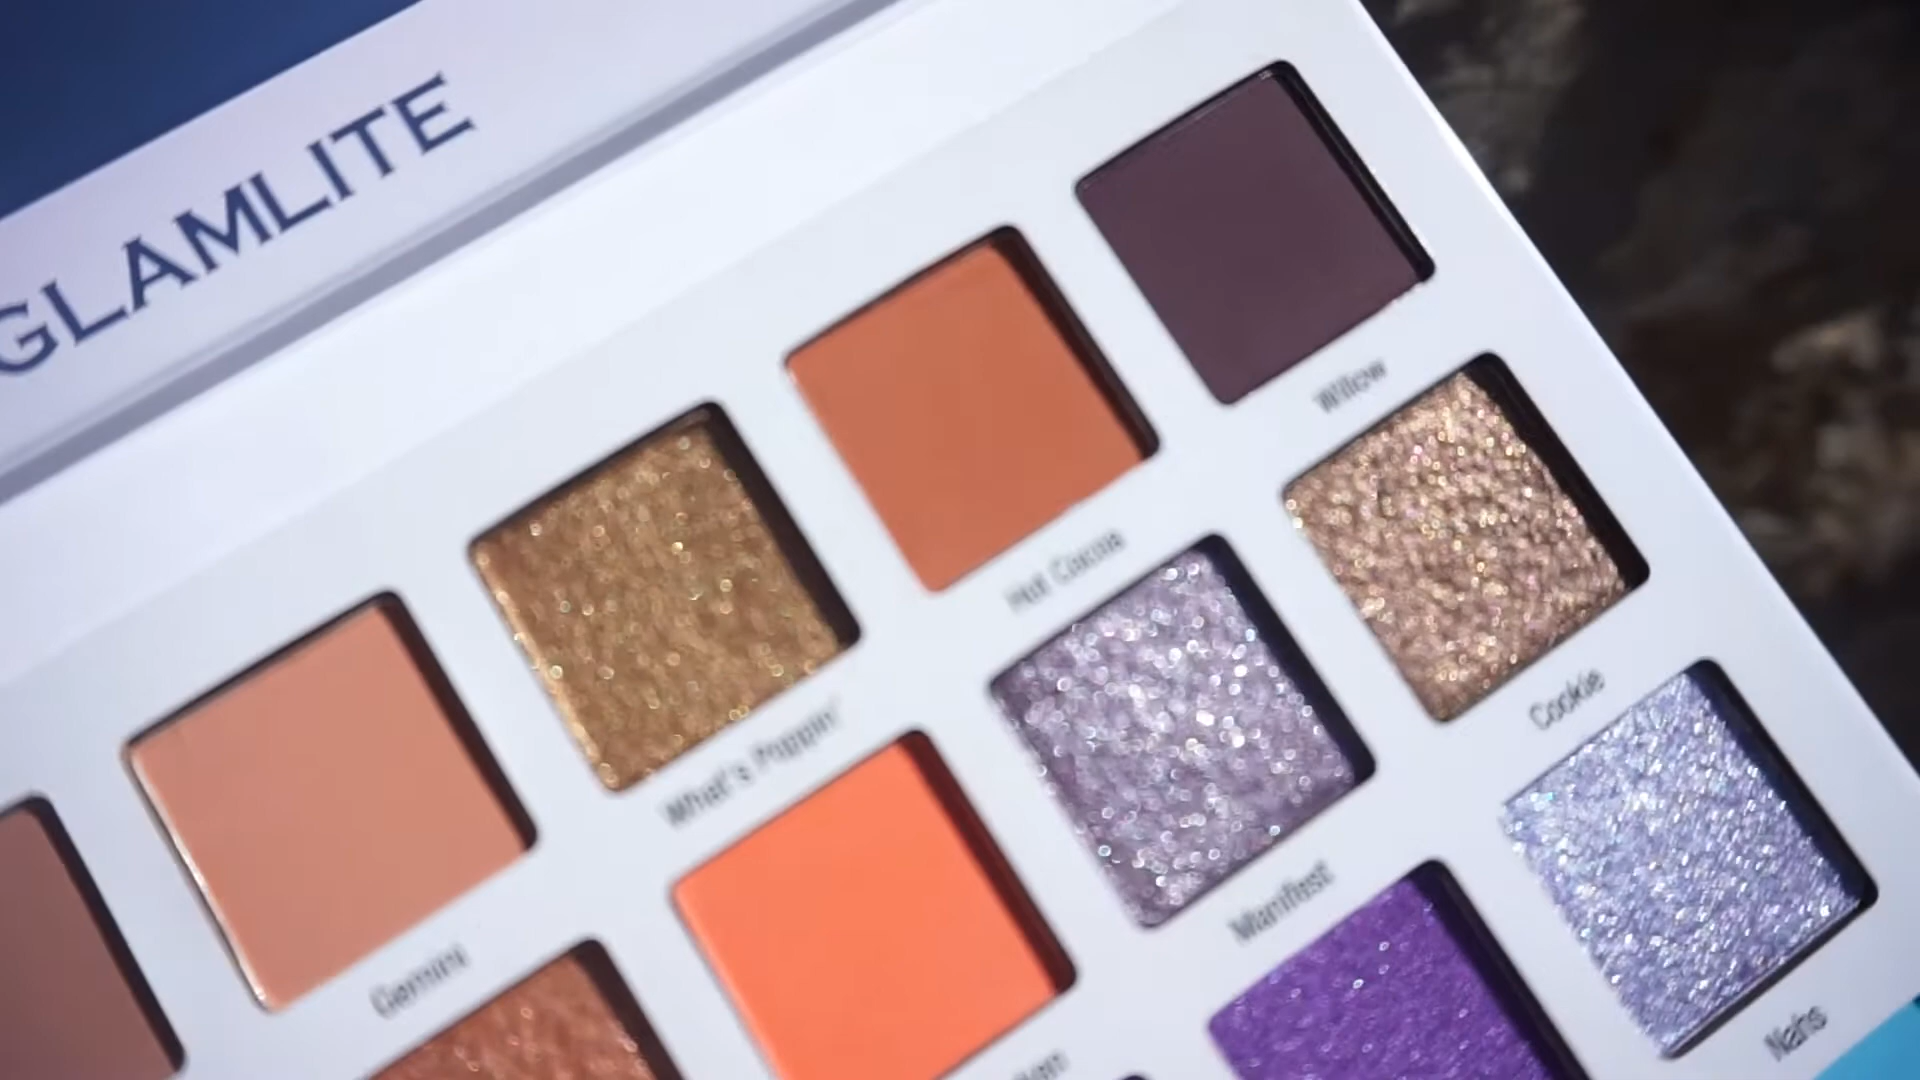 GLAMLITE
Willow
Hot Cocoa
Cookie
What's Poppin'
Manifest
Gemini
Nahs